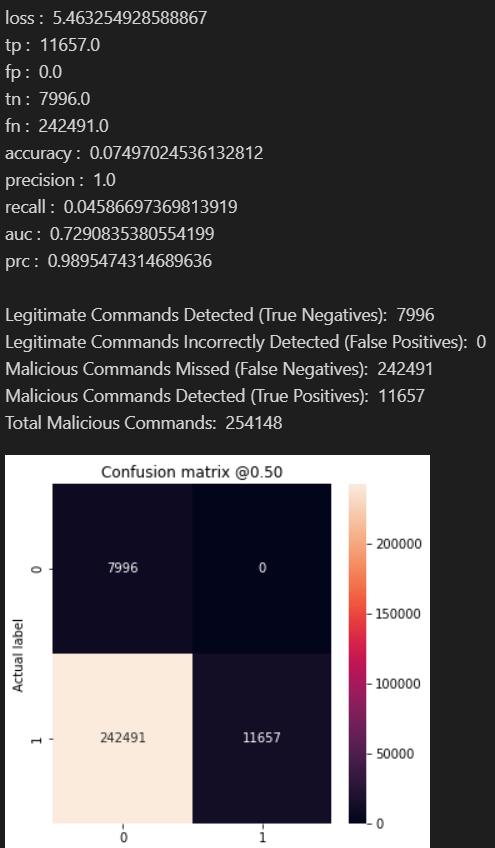 loss :  5.463254928588867
tp :  11657.0
fp :  0.0
tn :  7996.0
fn :  242491.0
accuracy :  0.07497024536132812
precision :  1.0
recall :  0.04586697369813919
auc :  0.7290835380554199
prc :  0.9895474314689636
Legitimate Commands Detected (True Negatives):  7996
Legitimate Commands Incorrectly Detected (False Positives):  0
Malicious Commands Missed (False Negatives):  242491
Malicious Commands Detected (True Positives):  11657
Total Malicious Commands:  254148
Confusion matrix @0.50
Actual label
0
7996
0
1
242491
11657
0
1
200000
150000
100000
50000
0